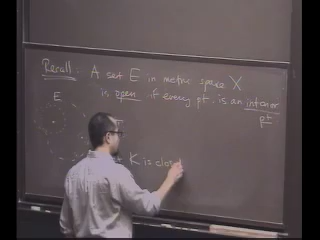 Recall: A set E in metric space X
is open if every pt. is an interior
pt
E
K is clos